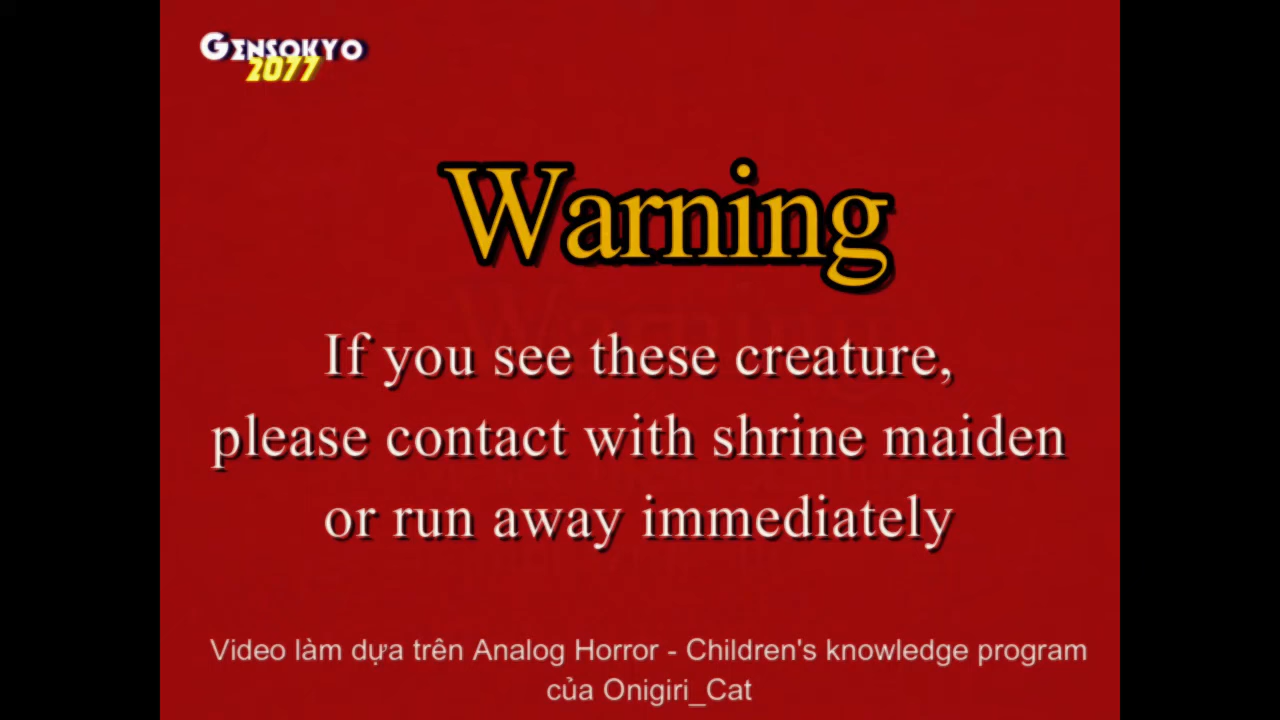 GENSOKYO
2077
Warning
If you see these creature,
please contact with shrine maiden
or run away immediately
Video làm dựa trên Analog Horror - Children's knowledge program
của Onigiri_Cat